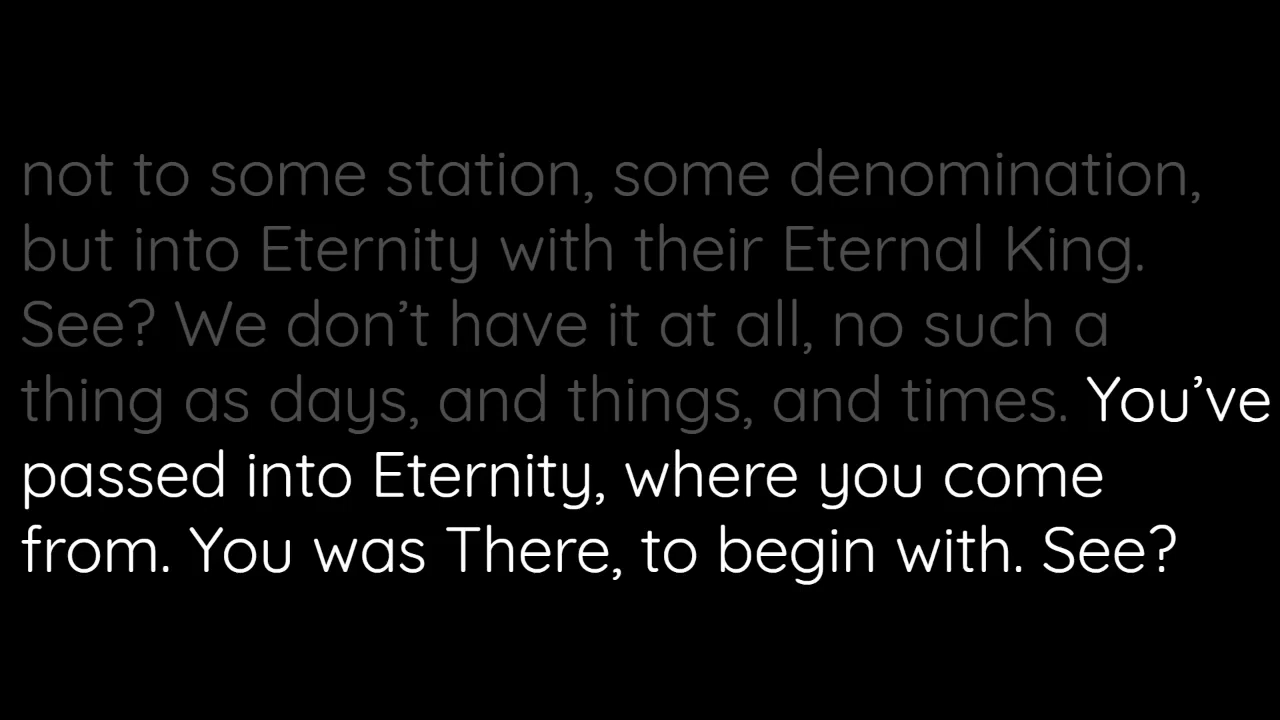 not to some station, some denomination,
but into Eternity with their Eternal King.
See? We don’t have it at all, no such a
thing as days, and things, and times. You’ve
passed into Eternity, where you come
from. You was There, to begin with. See?